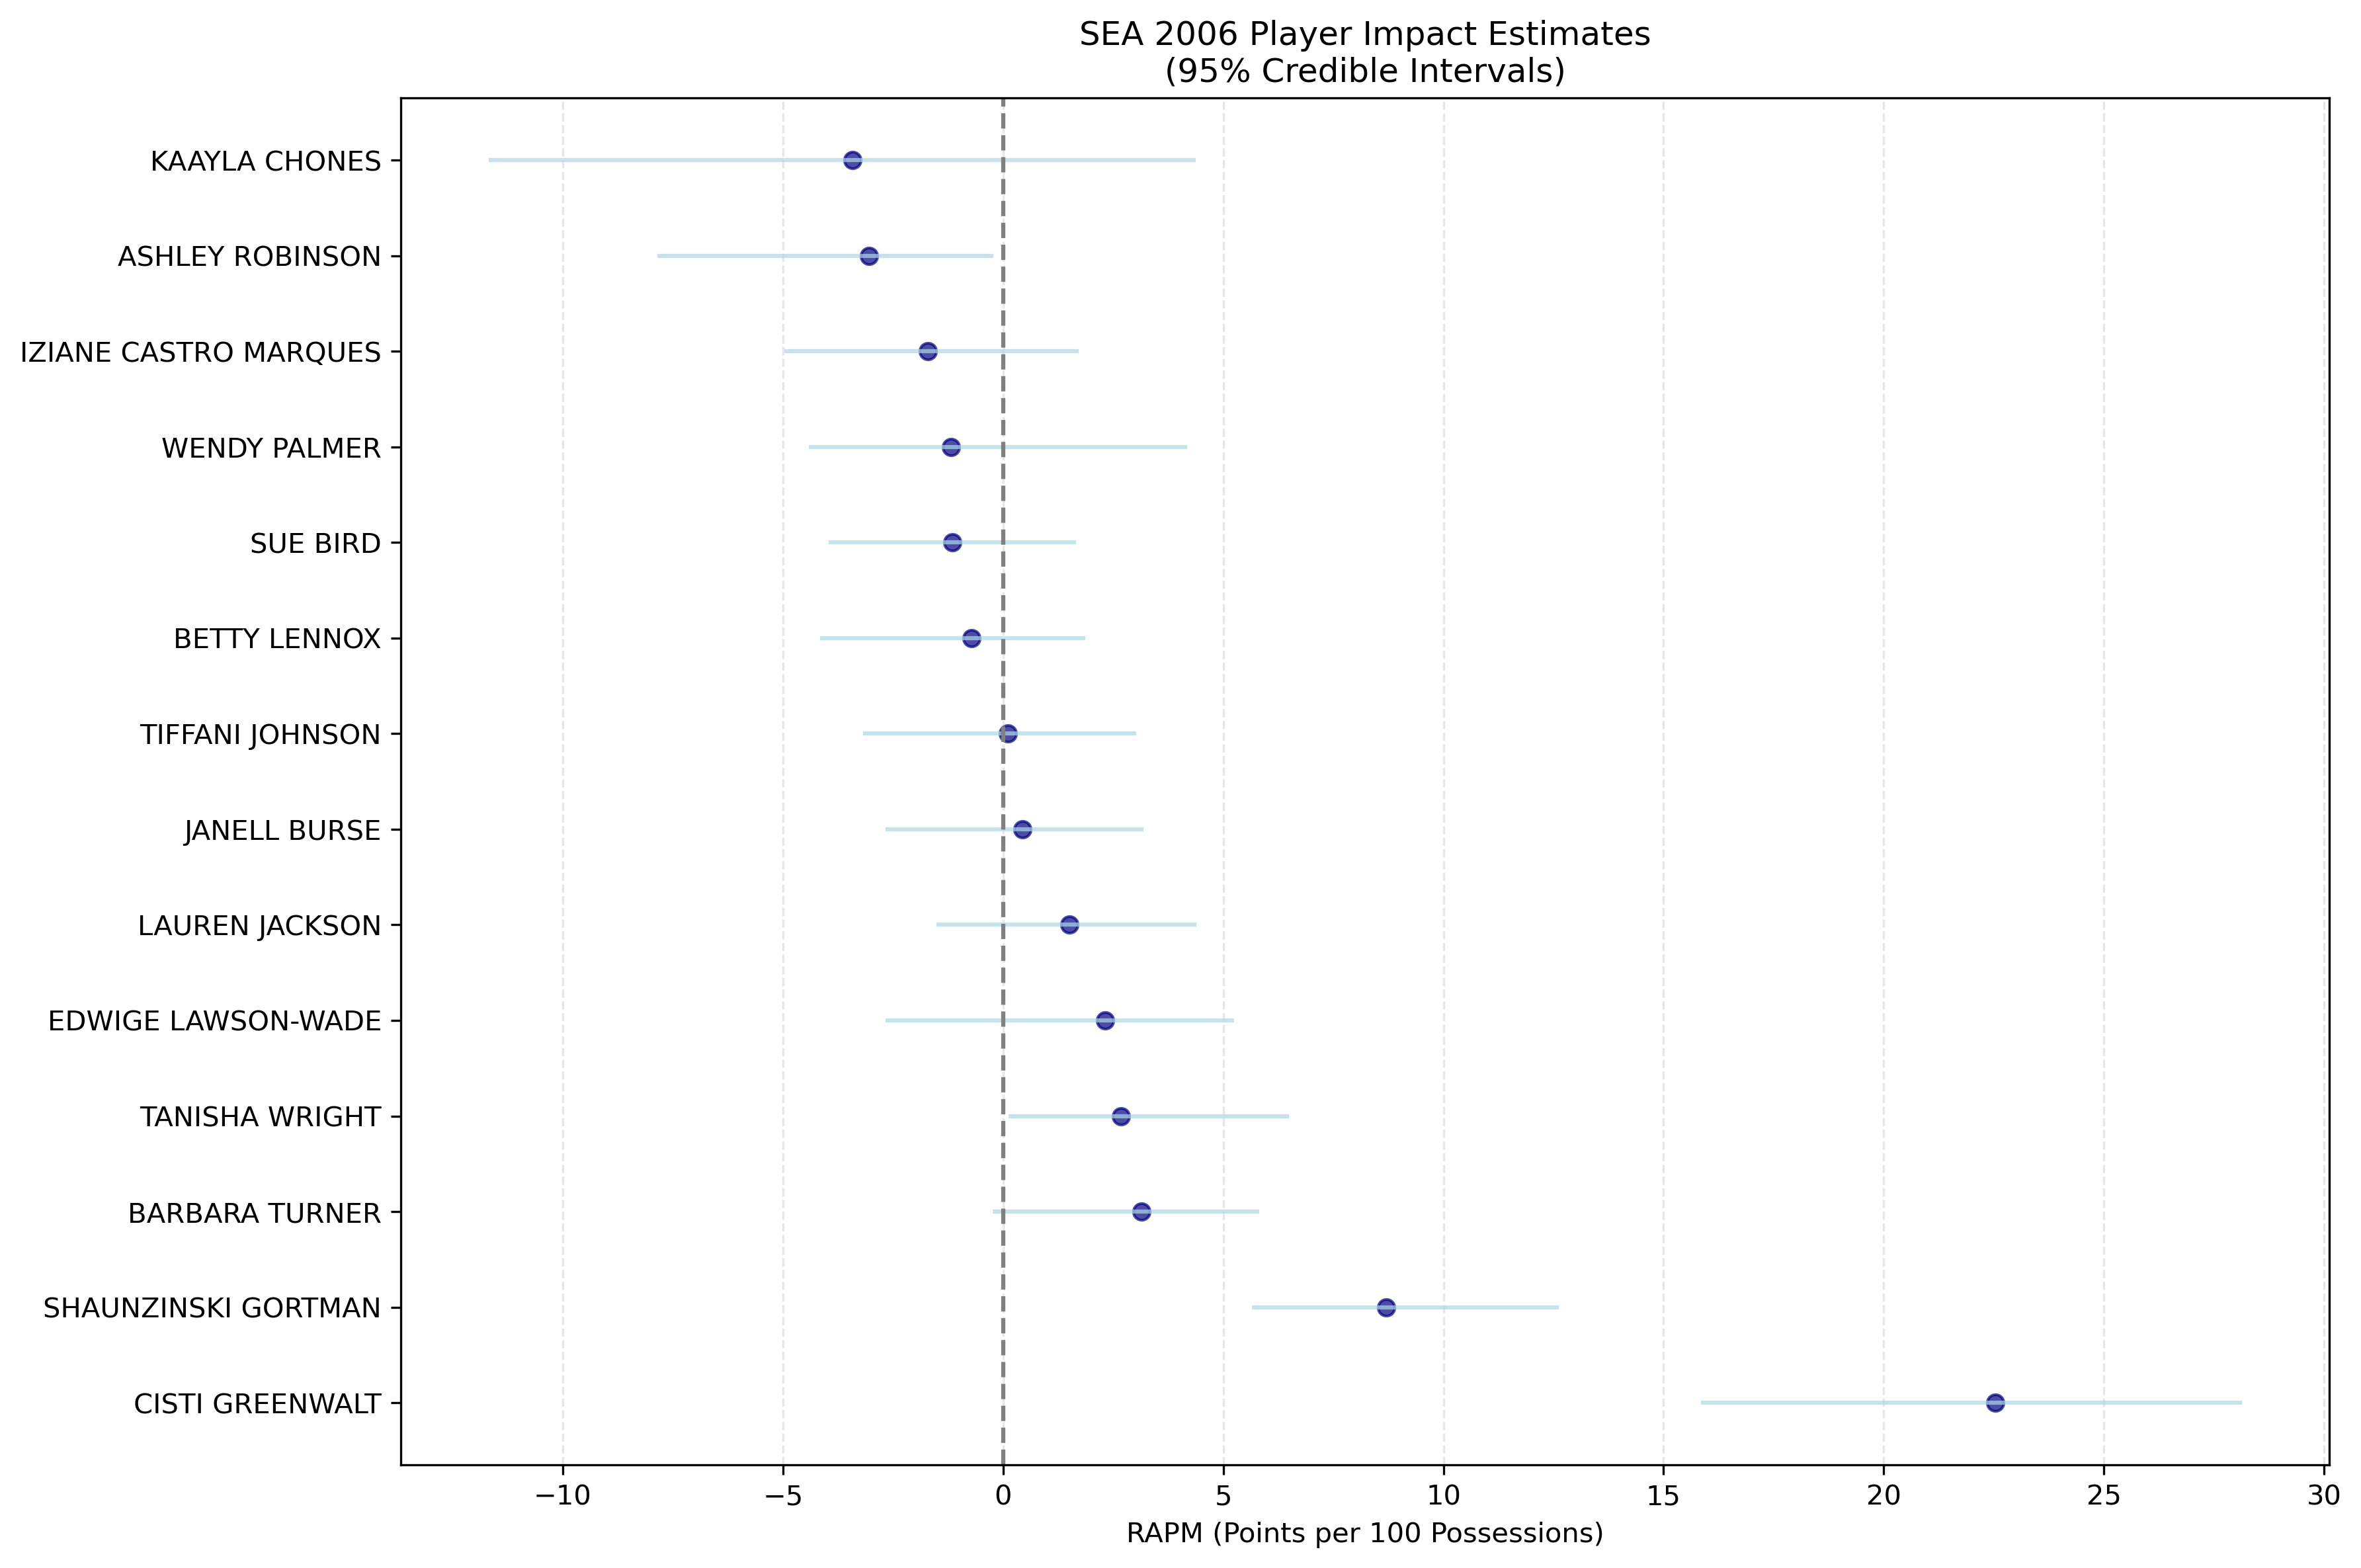 SEA 2006 Player Impact Estimates
(95% Credible Intervals)
KAAYLA CHONES
ASHLEY ROBINSON
IZIANE CASTRO MARQUES
WENDY PALMER
SUE BIRD
BETTY LENNOX
TIFFANI JOHNSON
JANELL BURSE
LAUREN JACKSON
EDWIGE LAWSON-WADE
TANISHA WRIGHT
BARBARA TURNER
SHAUNZINSKI GORTMAN
CISTI GREENWALT
−10 −5 0 5 10 15 20 25 30
RAPM (Points per 100 Possessions)